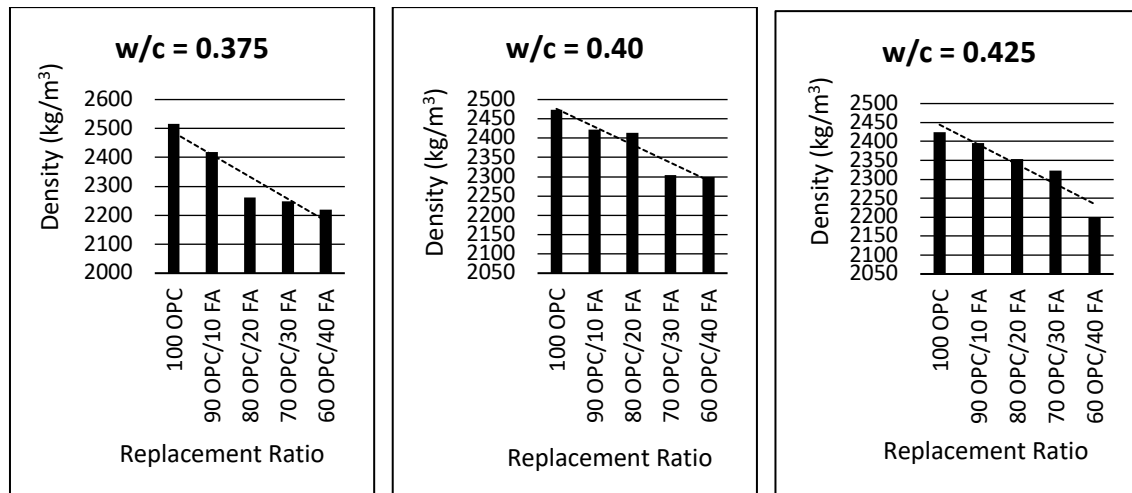 w/c = 0.375
Density (kg/m³)
2600
2500
2400
2300
2200
2100
2000
100 OPC
90 OPC/10 FA
80 OPC/20 FA
70 OPC/30 FA
60 OPC/40 FA
Replacement Ratio
w/c = 0.40
Density (kg/m³)
2500
2450
2400
2350
2300
2250
2200
2150
2100
2050
100 OPC
90 OPC/10 FA
80 OPC/20 FA
70 OPC/30 FA
60 OPC/40 FA
Replacement Ratio
w/c = 0.425
Density (kg/m³)
2500
2450
2400
2350
2300
2250
2200
2150
2100
2050
100 OPC
90 OPC/10 FA
80 OPC/20 FA
70 OPC/30 FA
60 OPC/40 FA
Replacement Ratio